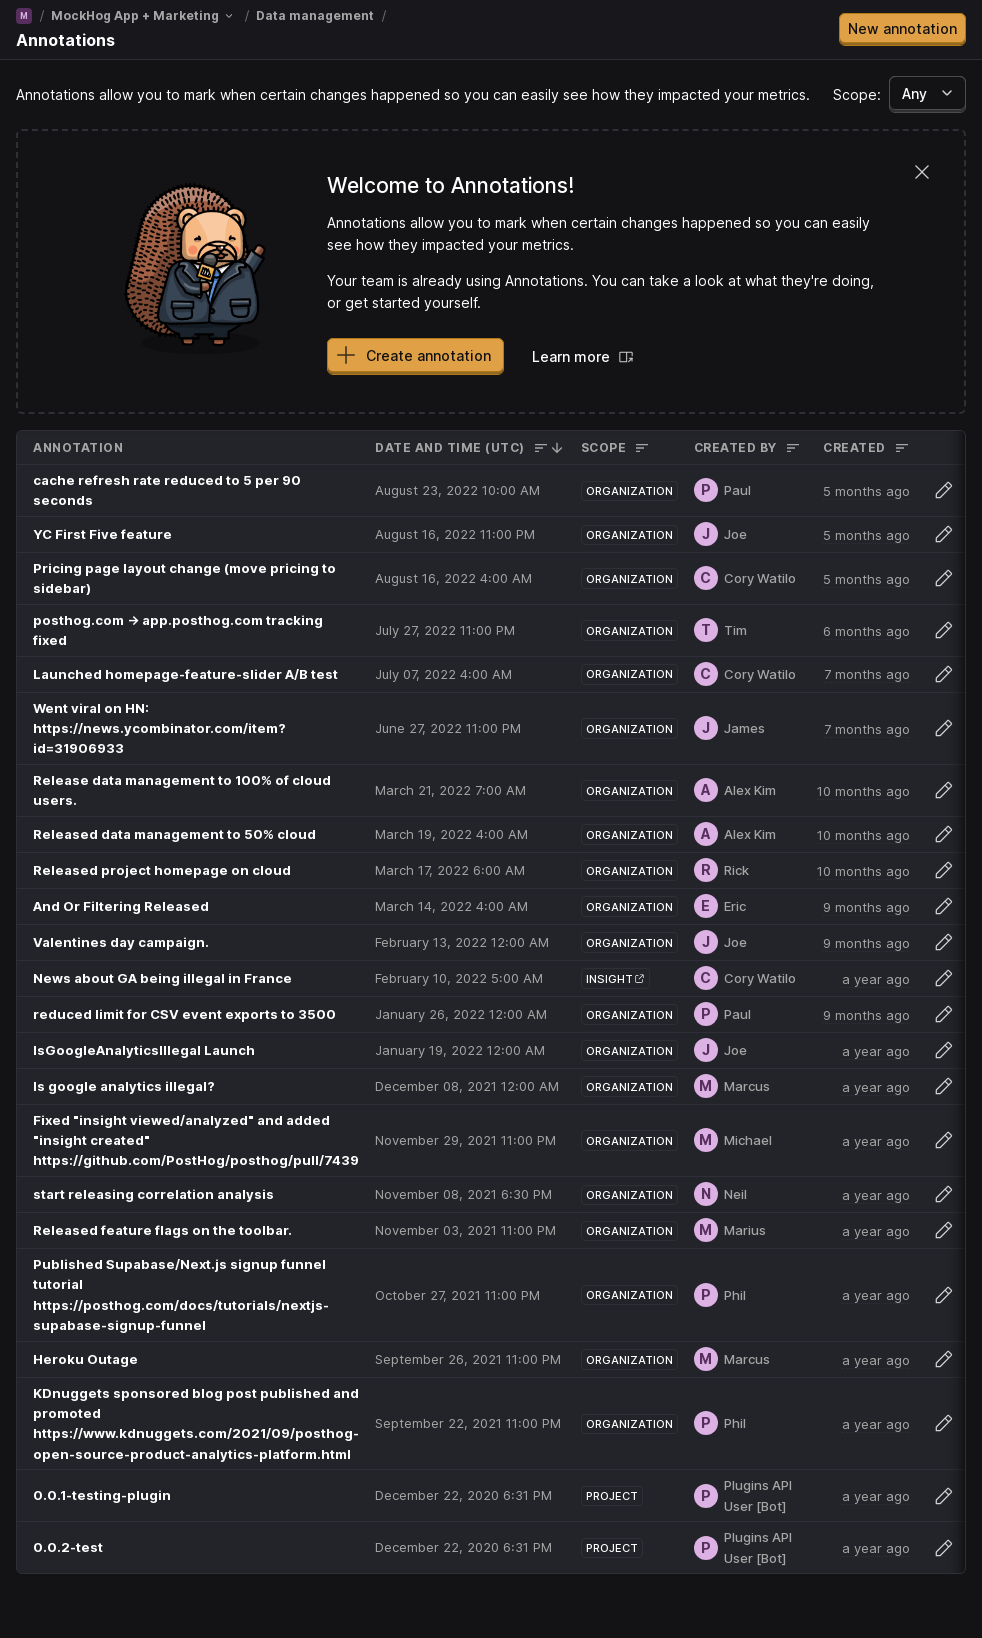 M / MockHog App + Marketing / Data management /
Annotations
New annotation
Annotations allow you to mark when certain changes happened so you can easily see how they impacted your metrics.
Scope: Any
Welcome to Annotations!
Annotations allow you to mark when certain changes happened so you can easily
see how they impacted your metrics.
Your team is already using Annotations. You can take a look at what they're doing,
or get started yourself.
Create annotation
Learn more
ANNOTATION DATE AND TIME (UTC) SCOPE CREATED BY CREATED
cache refresh rate reduced to 5 per 90
seconds
August 23, 2022 10:00 AM ORGANIZATION P Paul 5 months ago
YC First Five feature August 16, 2022 11:00 PM ORGANIZATION J Joe 5 months ago
Pricing page layout change (move pricing to
sidebar)
August 16, 2022 4:00 AM ORGANIZATION C Cory Watilo 5 months ago
posthog.com → app.posthog.com tracking
fixed
July 27, 2022 11:00 PM ORGANIZATION T Tim 6 months ago
Launched homepage-feature-slider A/B test July 07, 2022 4:00 AM ORGANIZATION C Cory Watilo 7 months ago
Went viral on HN:
https://news.ycombinator.com/item?
id=31906933
June 27, 2022 11:00 PM ORGANIZATION J James 7 months ago
Release data management to 100% of cloud
users.
March 21, 2022 7:00 AM ORGANIZATION A Alex Kim 10 months ago
Released data management to 50% cloud March 19, 2022 4:00 AM ORGANIZATION A Alex Kim 10 months ago
Released project homepage on cloud March 17, 2022 6:00 AM ORGANIZATION R Rick 10 months ago
And Or Filtering Released March 14, 2022 4:00 AM ORGANIZATION E Eric 9 months ago
Valentines day campaign. February 13, 2022 12:00 AM ORGANIZATION J Joe 9 months ago
News about GA being illegal in France February 10, 2022 5:00 AM INSIGHT C Cory Watilo a year ago
reduced limit for CSV event exports to 3500 January 26, 2022 12:00 AM ORGANIZATION P Paul 9 months ago
IsGoogleAnalyticsIllegal Launch January 19, 2022 12:00 AM ORGANIZATION J Joe a year ago
Is google analytics illegal? December 08, 2021 12:00 AM ORGANIZATION M Marcus a year ago
Fixed "insight viewed/analyzed" and added
"insight created"
https://github.com/PostHog/posthog/pull/7439
November 29, 2021 11:00 PM ORGANIZATION M Michael a year ago
start releasing correlation analysis November 08, 2021 6:30 PM ORGANIZATION N Neil a year ago
Released feature flags on the toolbar. November 03, 2021 11:00 PM ORGANIZATION M Marius a year ago
Published Supabase/Next.js signup funnel
tutorial
https://posthog.com/docs/tutorials/nextjs-
supabase-signup-funnel
October 27, 2021 11:00 PM ORGANIZATION P Phil a year ago
Heroku Outage September 26, 2021 11:00 PM ORGANIZATION M Marcus a year ago
KDnuggets sponsored blog post published and
promoted
https://www.kdnuggets.com/2021/09/posthog-
open-source-product-analytics-platform.html
September 22, 2021 11:00 PM ORGANIZATION P Phil a year ago
0.0.1-testing-plugin December 22, 2020 6:31 PM PROJECT P Plugins API
User [Bot] a year ago
0.0.2-test December 22, 2020 6:31 PM PROJECT P Plugins API
User [Bot] a year ago